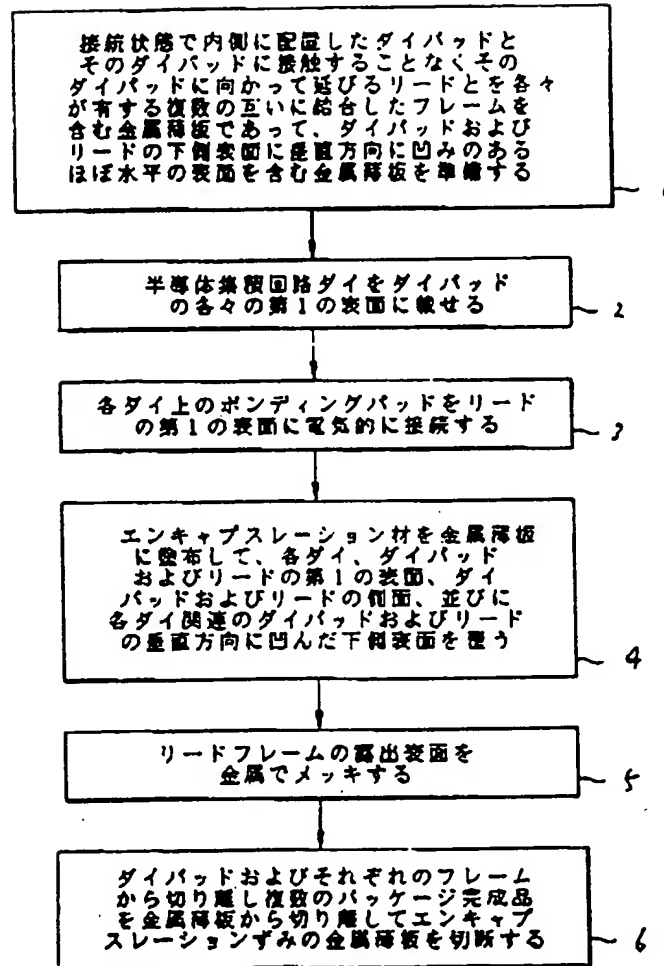 接続状態で内側に配置したダイパッドと
そのダイパッドに接触することなくその
ダイパッドに向かって延びるリードとを各々
が有する複数の互いに結合したフレームを
含む金属薄板であって、ダイパッドおよび
リードの下側表面に垂直方向に凹みのある
ほぼ水平の表面を含む金属薄板を準備する
半導体集積回路ダイをダイパッド
の各々の第1の表面に載せる
2
各ダイ上のボンディングパッドをリード
の第1の表面に電気的に接続する
3
エンキャプスレーション材を金属薄板
に塗布して、各ダイ、ダイパッド
およびリードの第1の表面、ダイ
パッドおよびリードの側面、並びに
各ダイ関連のダイパッドおよびリード
の垂直方向に凹んだ下側表面を覆う
4
リードフレームの露出表面を
金属でメッキする
5
ダイパッドおよびそれぞれのフレーム
から切り離し複数のパッケージ完成品
を金属薄板から切り離してエンキャプ
スレーションずみの金属薄板を切断する
6